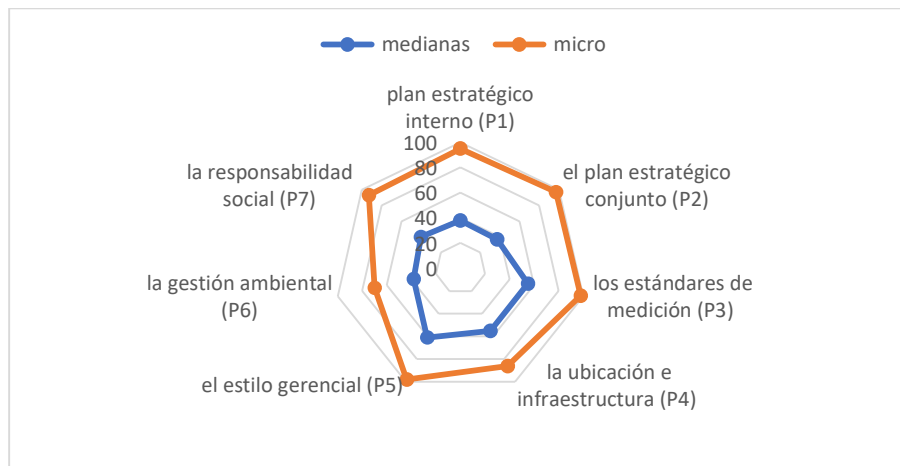 medianas
micro
plan estratégico
interno (P1)
el plan estratégico
conjunto (P2)
los estándares de
medición (P3)
la ubicación e
infraestructura (P4)
el estilo gerencial (P5)
la gestión ambiental
(P6)
la responsabilidad
social (P7)
100
80
60
40
20
0